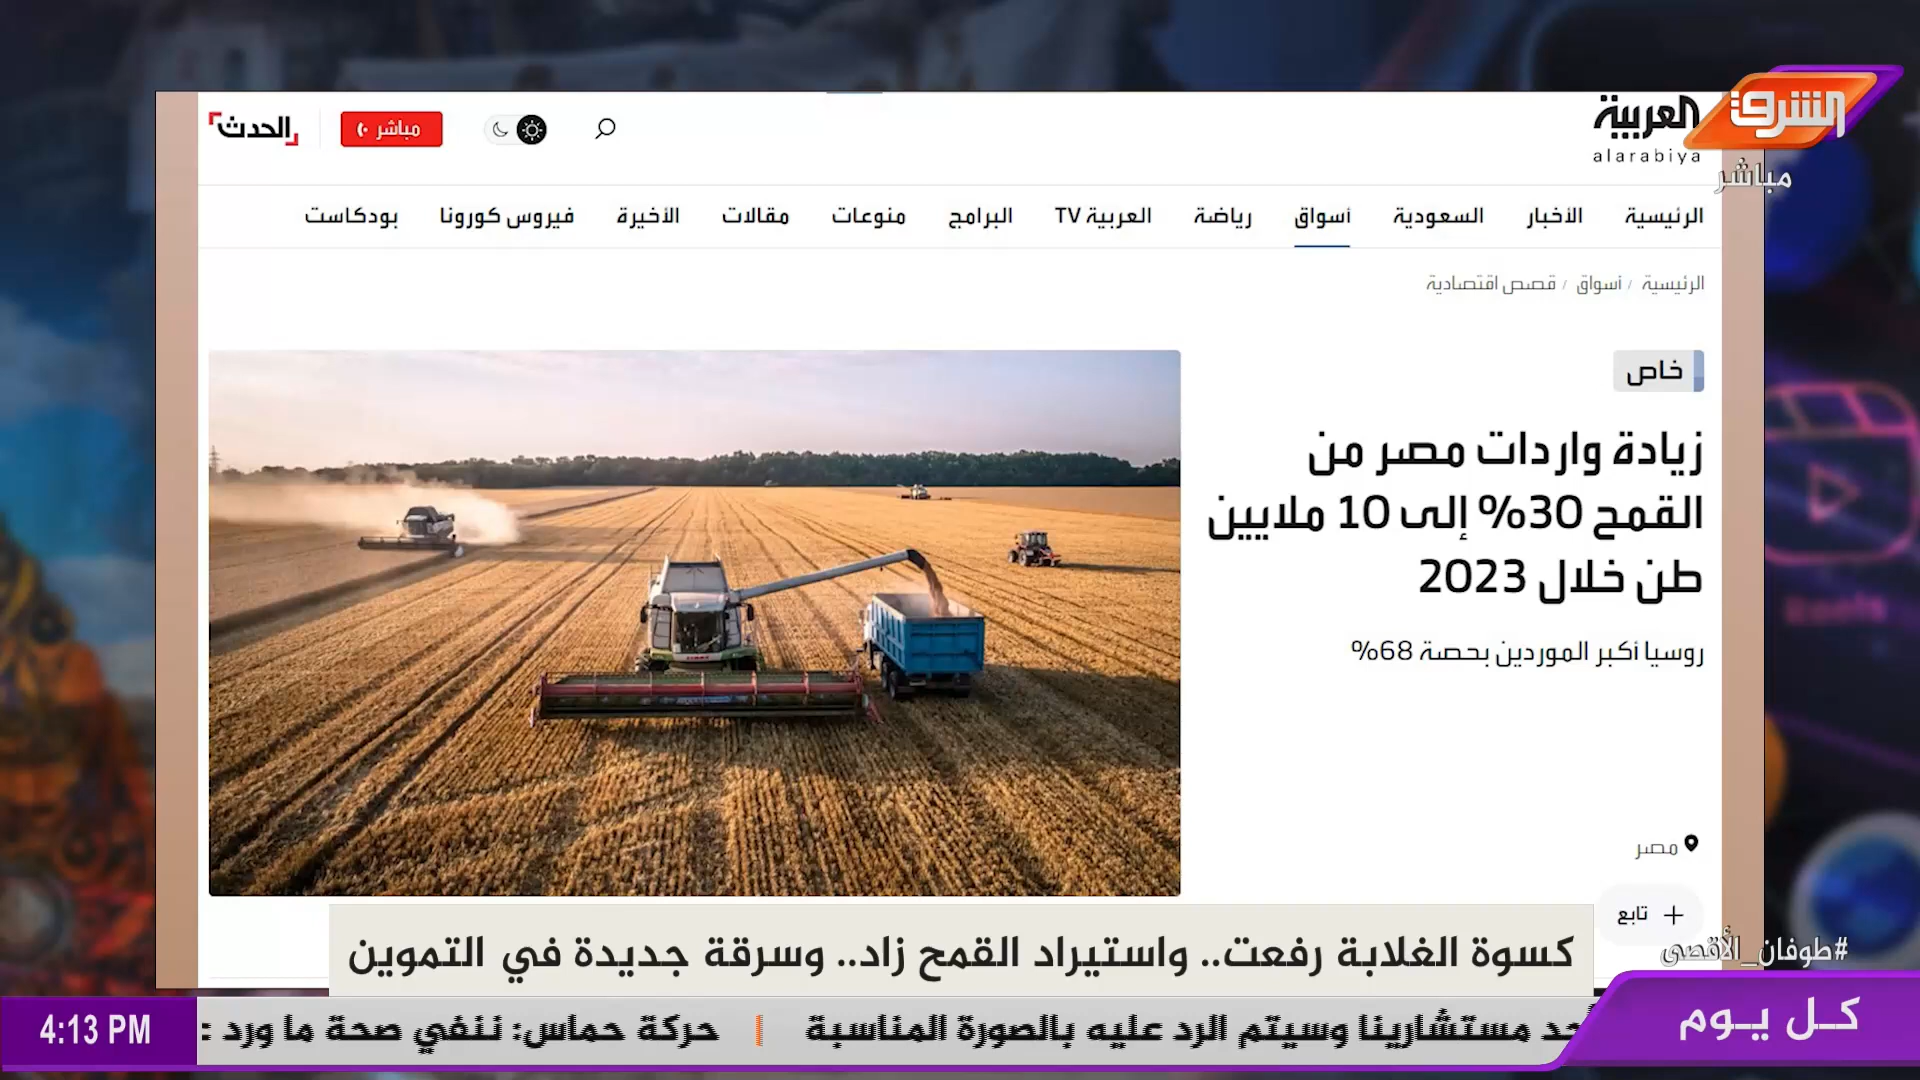 العربية
alarabiya
الشرق
مباشر
الحدث
مباشر
الرئيسية الأخبار السعودية أسواق رياضة العربية TV البرامج منوعات مقالات الأخيرة فيروس كورونا بودكاست
الرئيسية / أسواق / قصص اقتصادية
خاص
زيادة واردات مصر من
القمح 30% إلى 10 ملايين
طن خلال 2023
روسيا أكبر الموردين بحصة 68%
مصر
تابع
#طوفان_الأقصى
كسوة الغلابة رفعت.. واستيراد القمح زاد.. وسرقة جديدة في التموين
كل يوم
أحد مستشارينا وسيتم الرد عليه بالصورة المناسبة | حركة حماس: ننفي صحة ما ورد :
4:13 PM
Reels